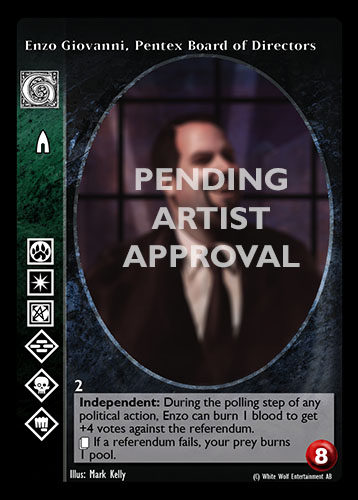 Enzo Giovanni, Pentex Board of Directors
PENDING
ARTIST
APPROVAL
2
Independent: During the polling step of any
political action, Enzo can burn 1 blood to get
+4 votes against the referendum.
If a referendum fails, your prey burns
1 pool.
8
Illus: Mark Kelly
(C) White Wolf Entertainment AB